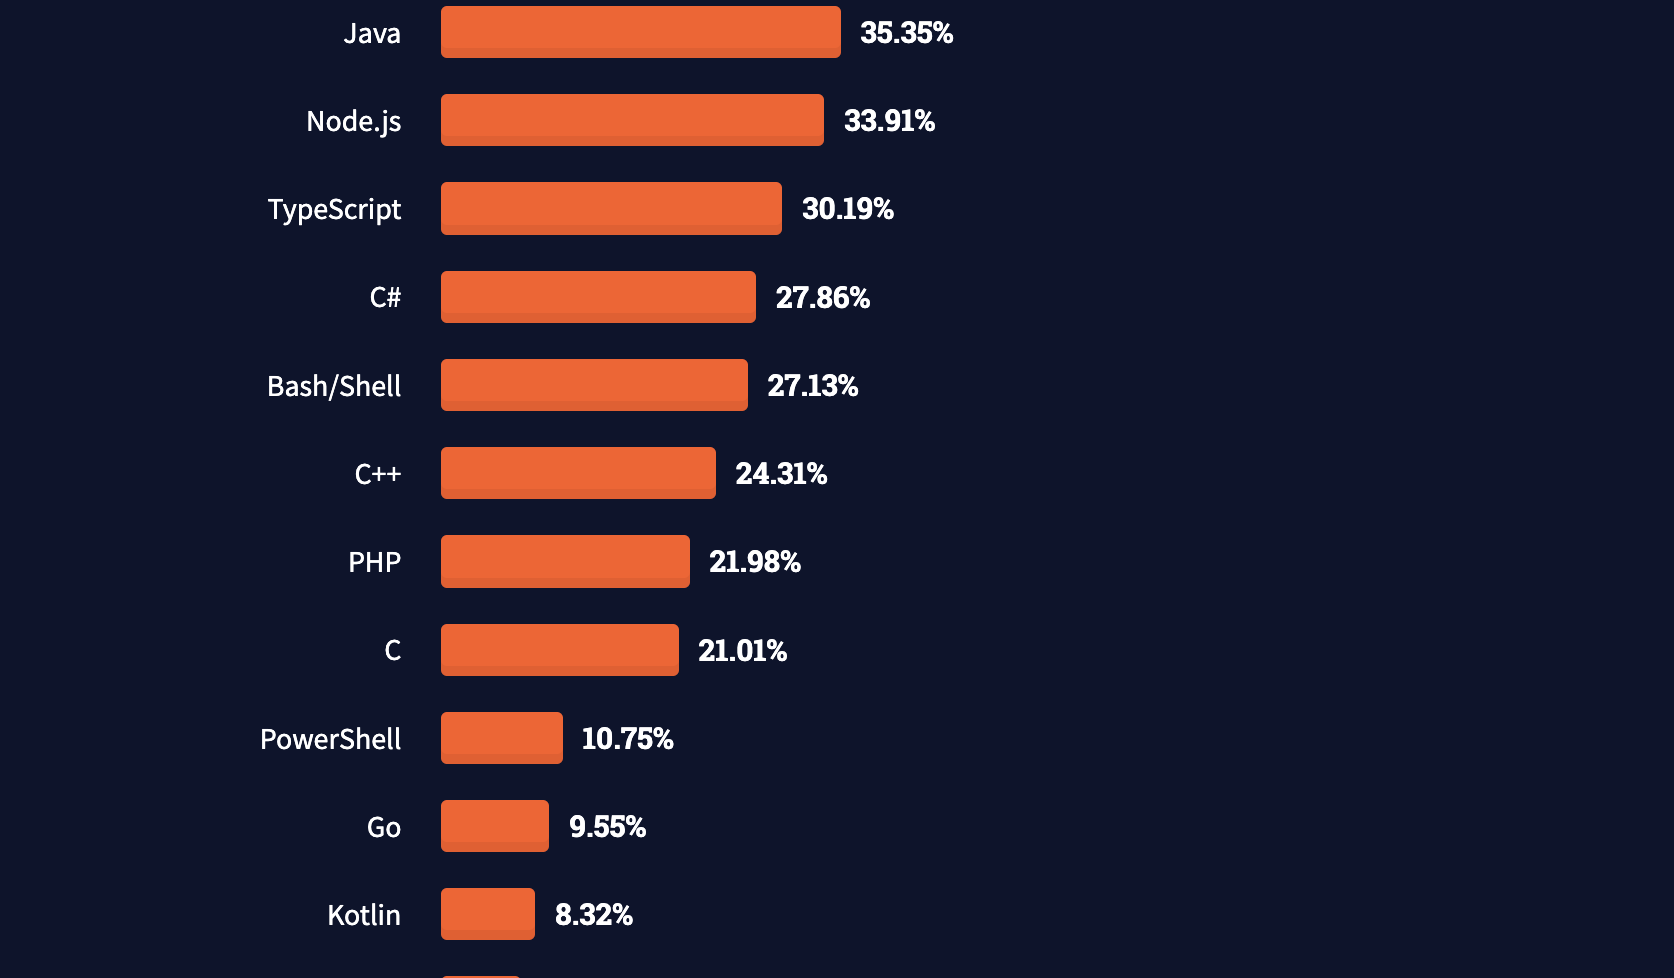 Java 35.35%
Node.js 33.91%
TypeScript 30.19%
C# 27.86%
Bash/Shell 27.13%
C++ 24.31%
PHP 21.98%
C 21.01%
PowerShell 10.75%
Go 9.55%
Kotlin 8.32%